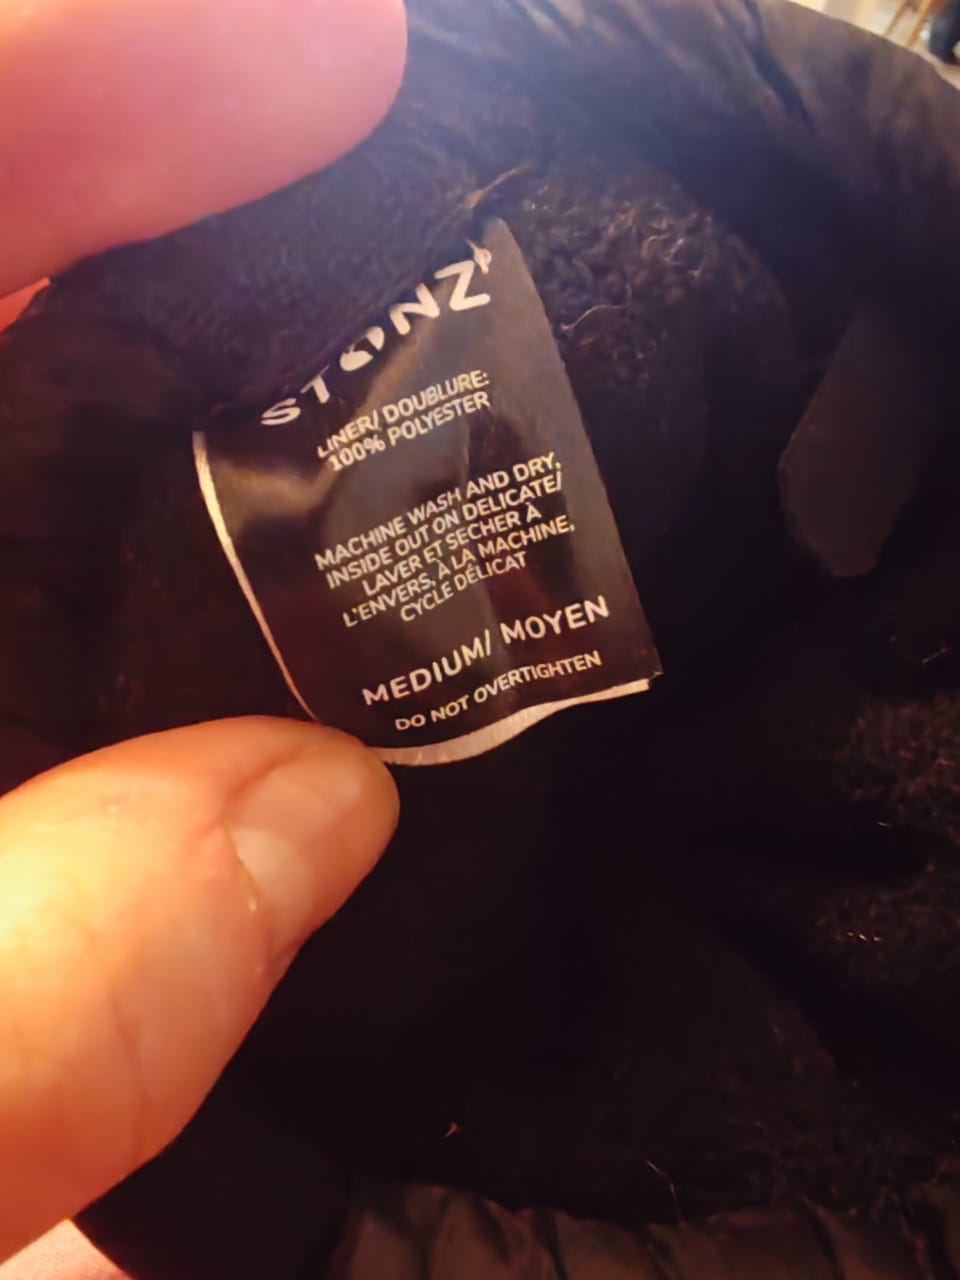 STONZ
LINER/ DOUBLURE:
100% POLYESTER
MACHINE WASH AND DRY,
INSIDE OUT ON DELICATE/
LAVER ET SECHER À
L'ENVERS, À LA MACHINE,
CYCLE DÉLICAT
MEDIUM/ MOYEN
DO NOT OVERTIGHTEN